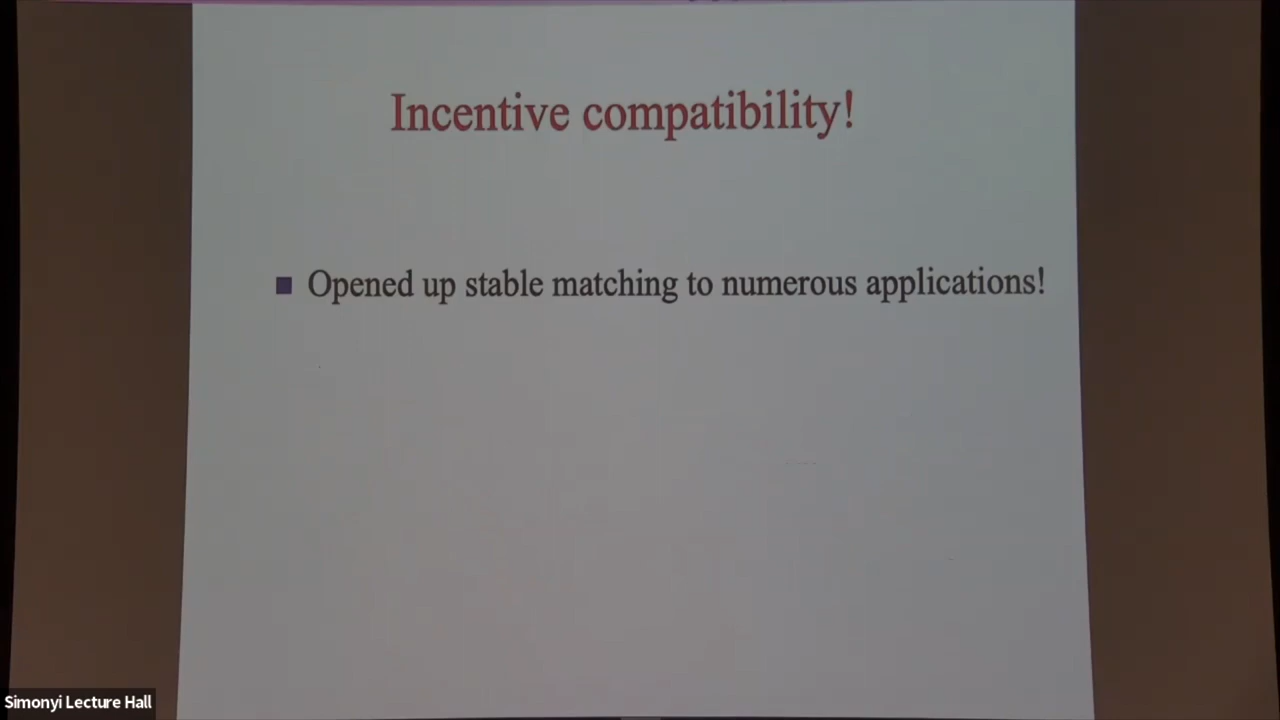 Incentive compatibility!
■ Opened up stable matching to numerous applications!
Simonyi Lecture Hall